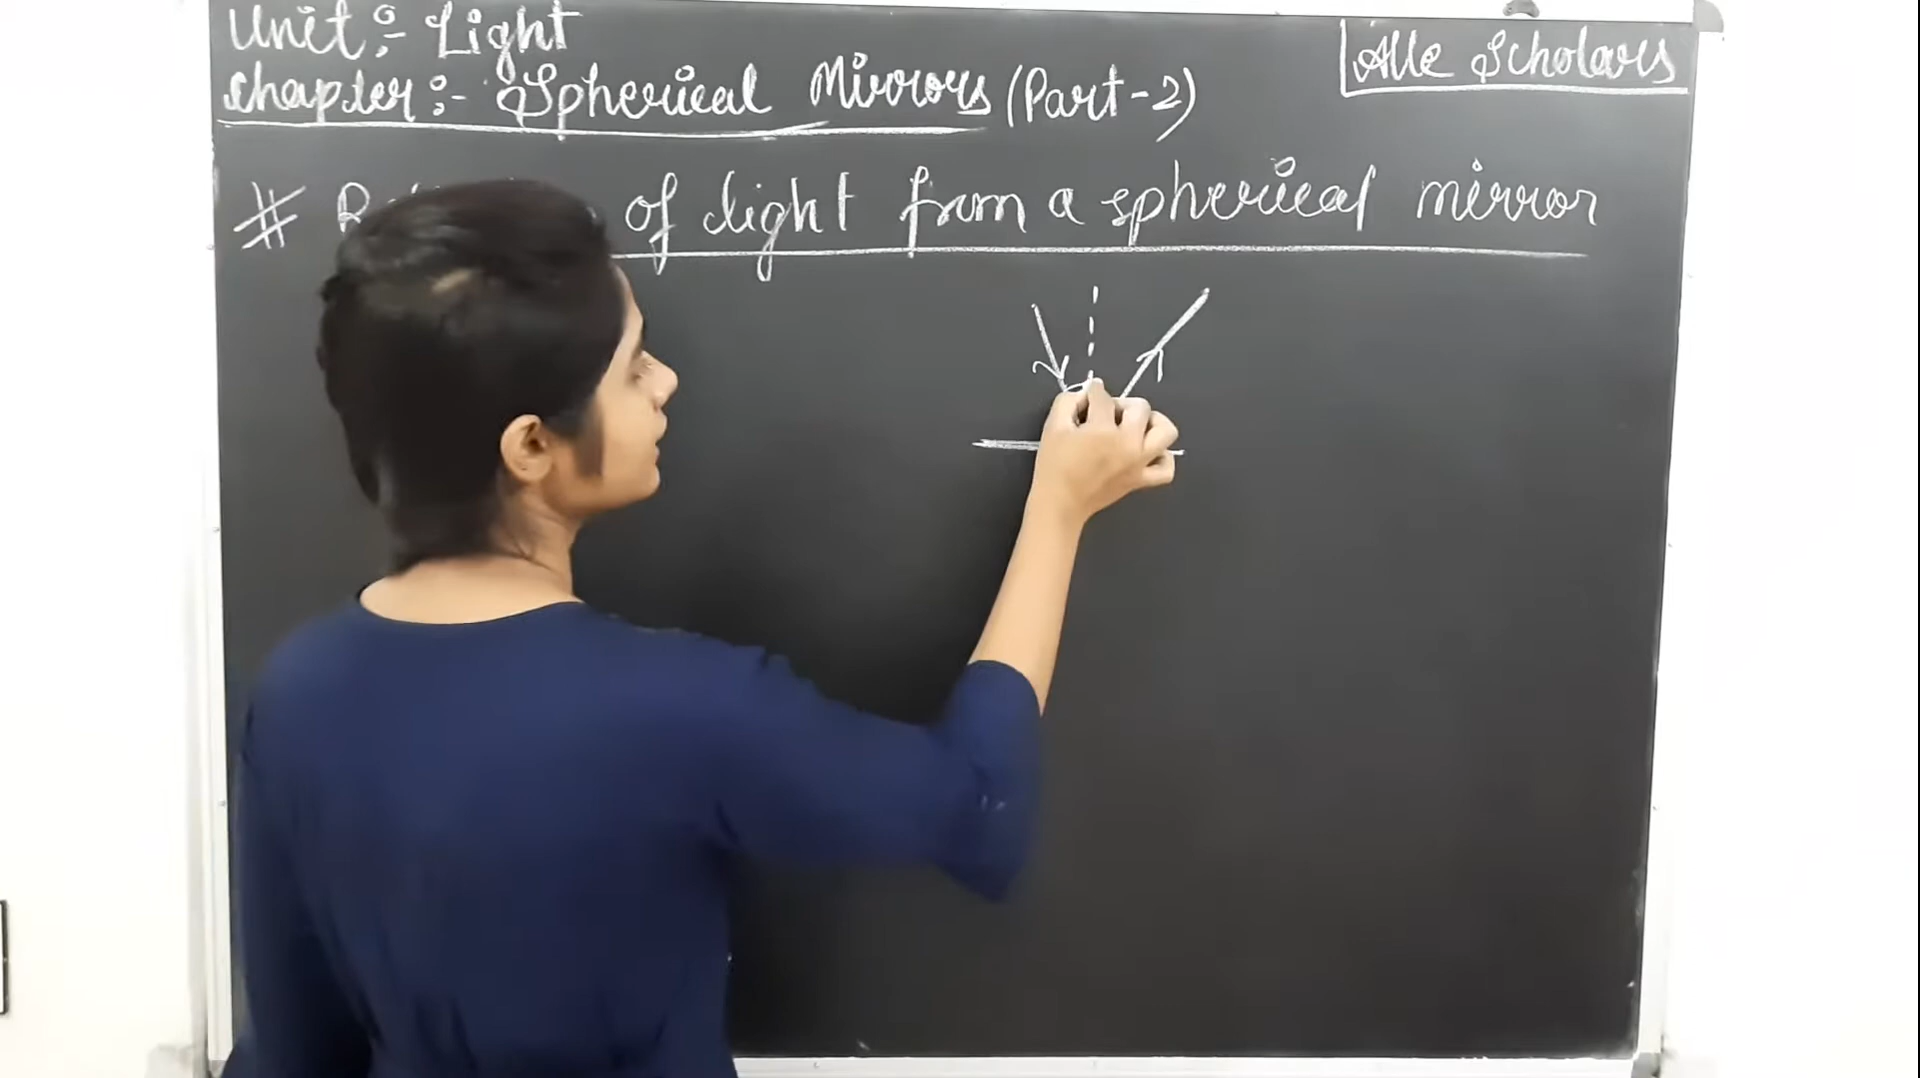 Unit :- Light
Alle Scholars
Chapter :- Spherical Mirrors (Part-2)
# of light from a spherical mirror